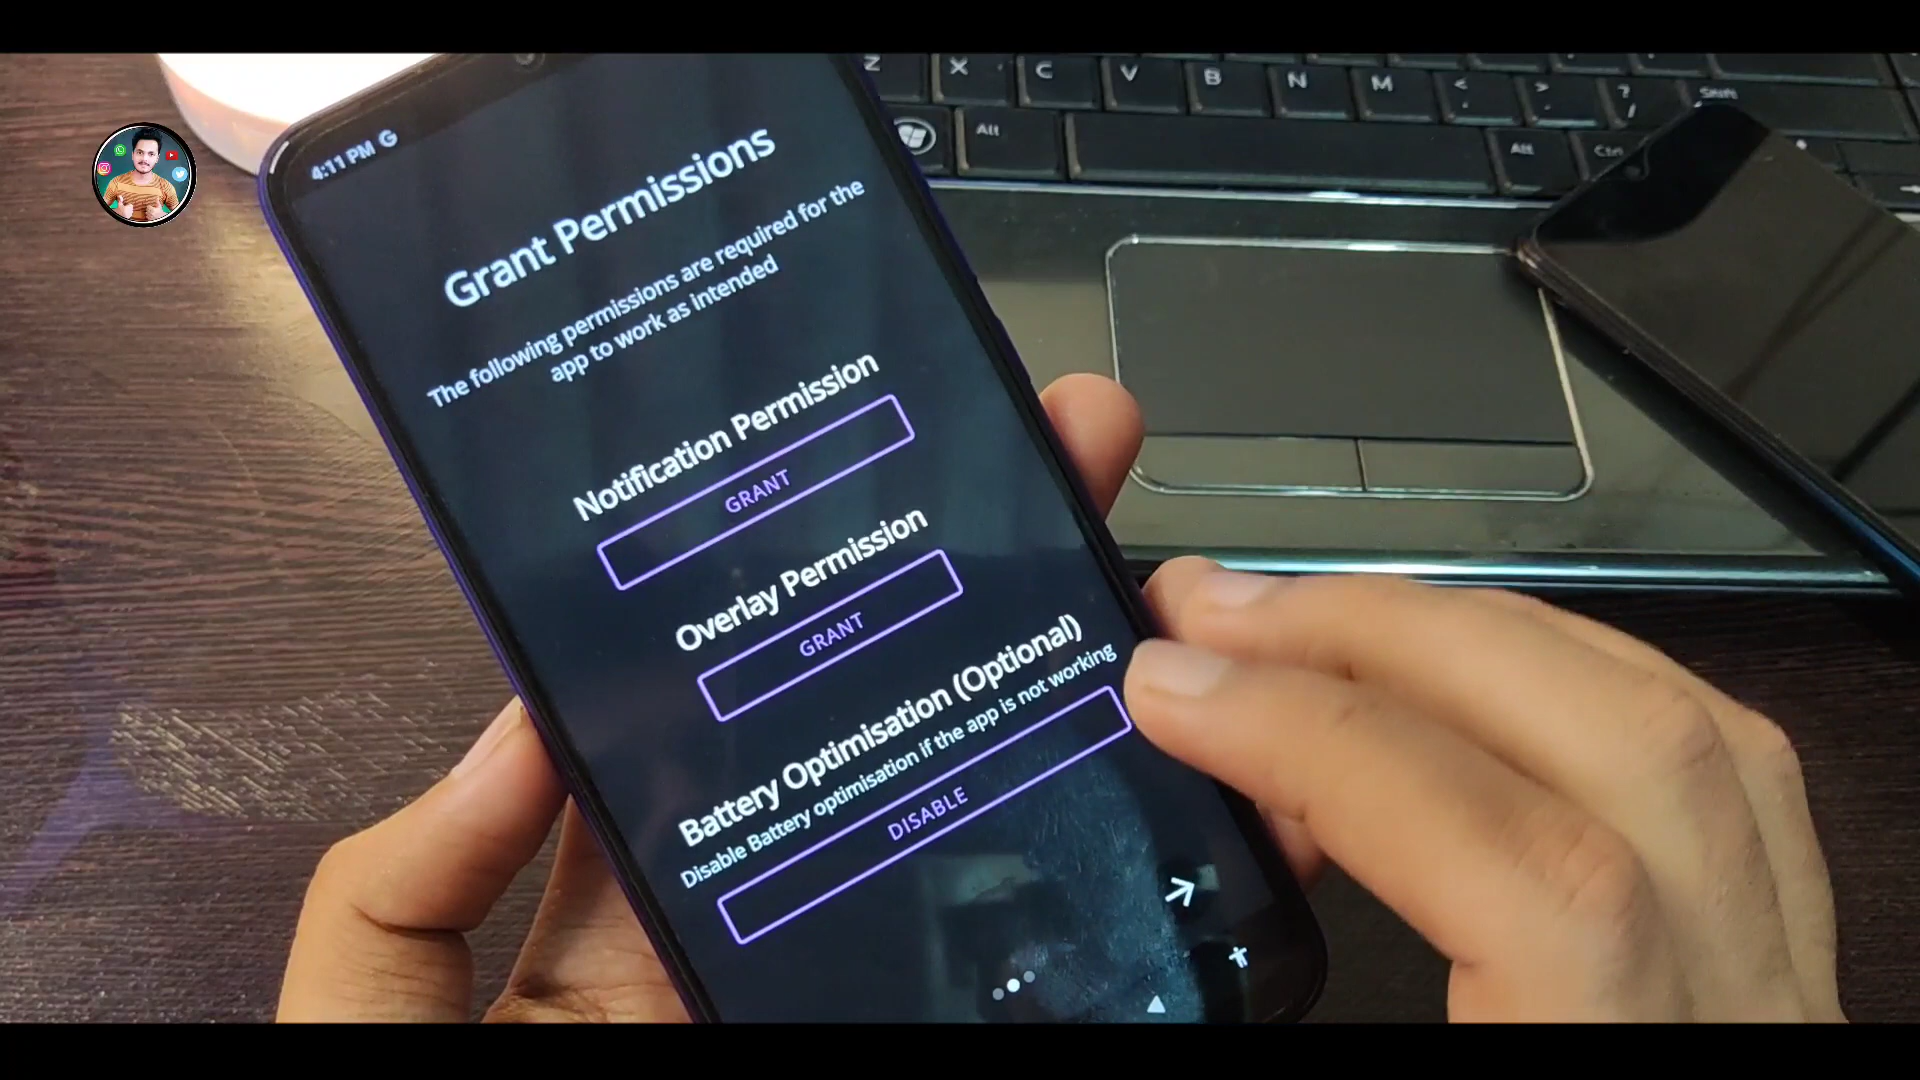 4:11 PM G
Grant Permissions
The following permissions are required for the
app to work as intended
Notification Permission
GRANT
Overlay Permission
GRANT
Battery Optimisation (Optional)
Disable Battery optimisation if the app is not working
DISABLE
Z X C V B N M < > ? / Shift
Alt Alt Ctrl